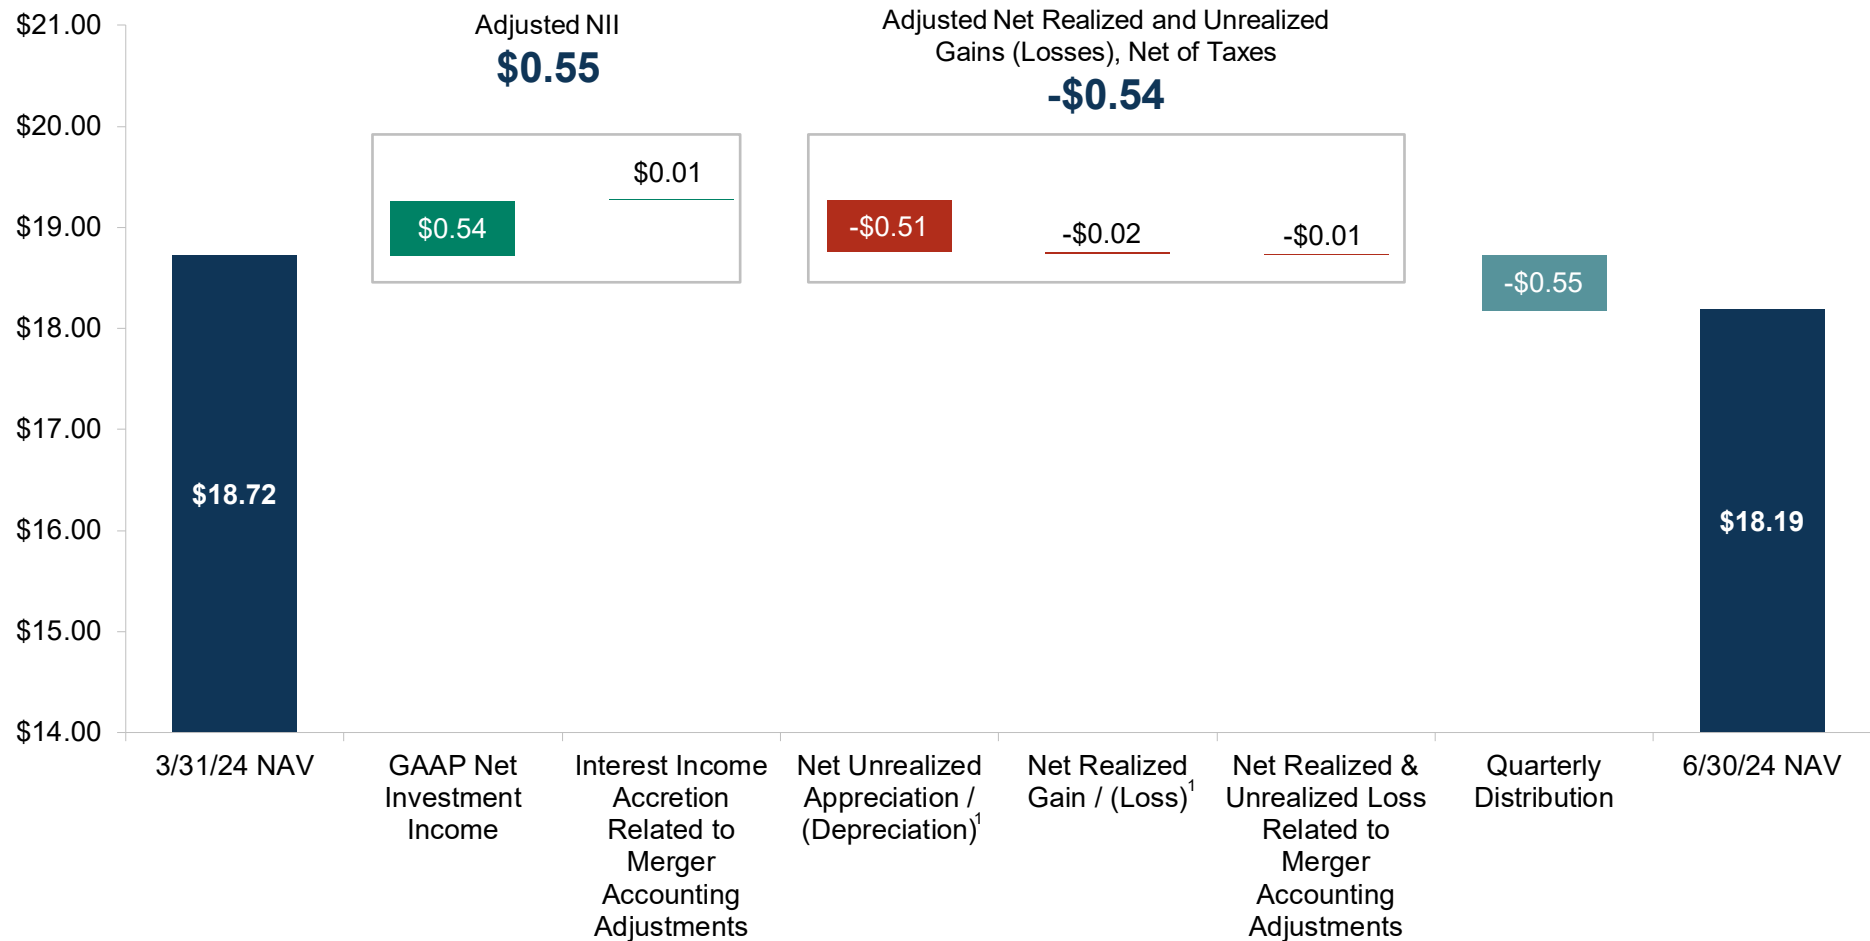 Adjusted NII
$0.55
Adjusted Net Realized and Unrealized
Gains (Losses), Net of Taxes
-$0.54
$21.00
$20.00
$19.00
$18.00
$17.00
$16.00
$15.00
$14.00
$18.72
$0.54
$0.01
-$0.51
-$0.02
-$0.01
-$0.55
$18.19
3/31/24 NAV
GAAP Net
Investment
Income
Interest Income
Accretion
Related to
Merger
Accounting
Adjustments
Net Unrealized
Appreciation /
(Depreciation)1
Net Realized
Gain / (Loss)1
Net Realized &
Unrealized Loss
Related to
Merger
Accounting
Adjustments
Quarterly
Distribution
6/30/24 NAV